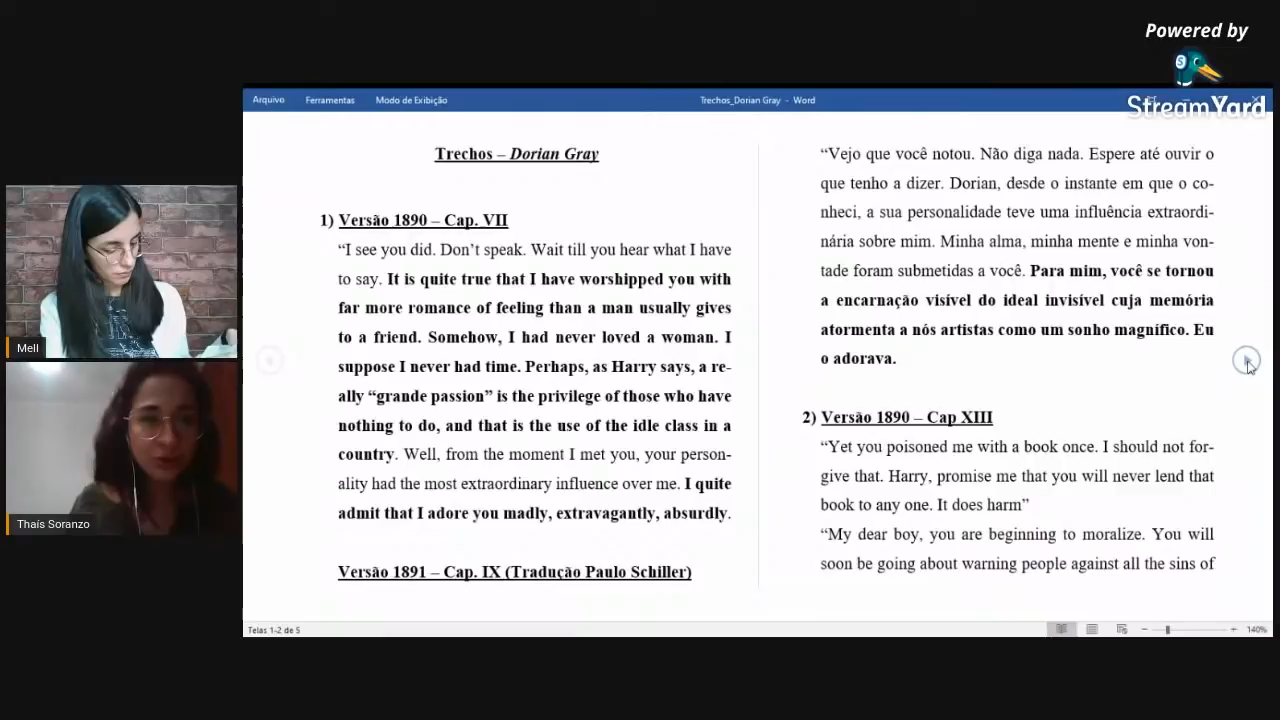 Powered by
StreamYard
Arquivo
Ferramentas
Modo de Exibição
Trechos_Dorian Gray - Word
Trechos – Dorian Gray
1) Versão 1890 – Cap. VII
“I see you did. Don’t speak. Wait till you hear what I have
to say. It is quite true that I have worshipped you with
far more romance of feeling than a man usually gives
to a friend. Somehow, I had never loved a woman. I
suppose I never had time. Perhaps, as Harry says, a re-
ally “grande passion” is the privilege of those who have
nothing to do, and that is the use of the idle class in a
country. Well, from the moment I met you, your person-
ality had the most extraordinary influence over me. I quite
admit that I adore you madly, extravagantly, absurdly.
Versão 1891 – Cap. IX (Tradução Paulo Schiller)
“Vejo que você notou. Não diga nada. Espere até ouvir o
que tenho a dizer. Dorian, desde o instante em que o co-
nheci, a sua personalidade teve uma influência extraordi-
nária sobre mim. Minha alma, minha mente e minha von-
tade foram submetidas a você. Para mim, você se tornou
a encarnação visível do ideal invisível cuja memória
atormenta a nós artistas como um sonho magnífico. Eu
o adorava.
2) Versão 1890 – Cap XIII
“Yet you poisoned me with a book once. I should not for-
give that. Harry, promise me that you will never lend that
book to any one. It does harm”
“My dear boy, you are beginning to moralize. You will
soon be going about warning people against all the sins of
Telas 1-2 de 5
140%
Mell
Thaís Soranzo